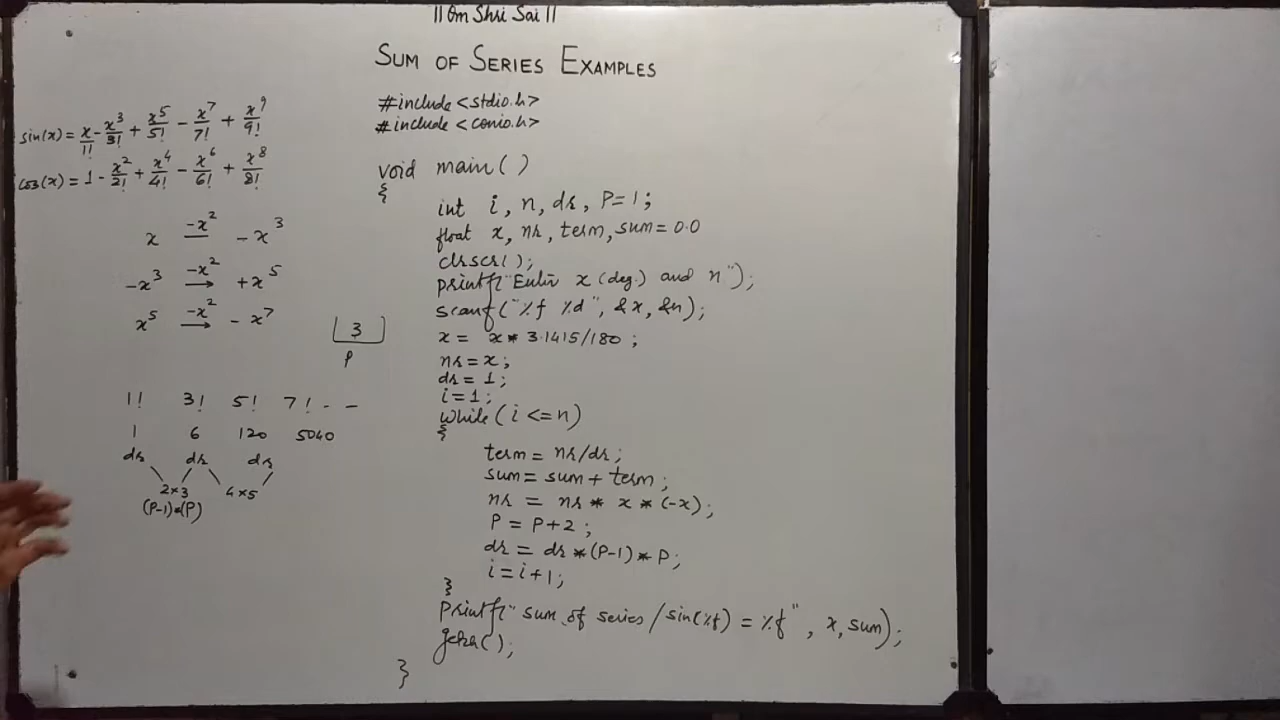 || Om Shri Sai ||
SUM OF SERIES EXAMPLES
sin(x) = x/1! - x³/3! + x⁵/5! - x⁷/7! + x⁹/9!
cos(x) = 1 - x²/2! + x⁴/4! - x⁶/6! + x⁸/8!
x -x² — -x³
-x³ -x² → +x⁵
x⁵ -x² → -x⁷
3
P
1! 3! 5! 7! - -
1 6 120 5040
dr dr dr
2×3 4×5
(P-1)*(P)
#include <stdio.h>
#include <conio.h>
void main()
{
int i, n, dr, P=1;
float x, nr, term, sum = 0.0
clrscr();
printf("Enter x (deg.) and n");
scanf("%f %d", &x, &n);
x = x * 3.1415/180 ;
nr = x;
dr = 1;
i = 1;
while( i <= n)
{
term = nr/dr;
sum = sum + term;
nr = nr * x * (-x);
P = P+2 ;
dr = dr * (P-1) * P;
i = i+1;
}
printf(" sum of series /sin(%f) = %f" , x, sum);
getch();
}